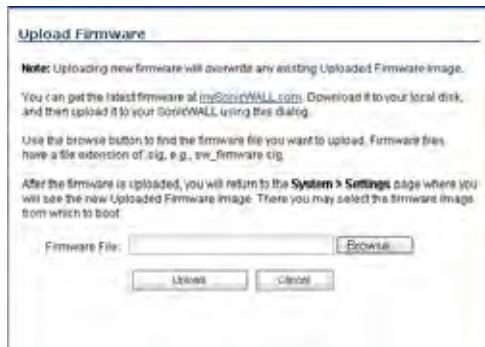 Upload Firmware
Note: Uploading new firmware will overwrite any existing Uploaded Firmware Image.
You can get the latest firmware at mySonicWALL.com. Download it to your local disk,
and then upload it to your SonicWALL using this dialog.
Use the browse button to find the firmware file you want to upload. Firmware files
have a file extension of .sig, e.g., sw_firmware.sig.
After the firmware is uploaded, you will return to the System > Settings page where you
will see the new Uploaded Firmware Image. There you may select the firmware image
from which to boot.
Firmware File: Browse...
Upload Cancel